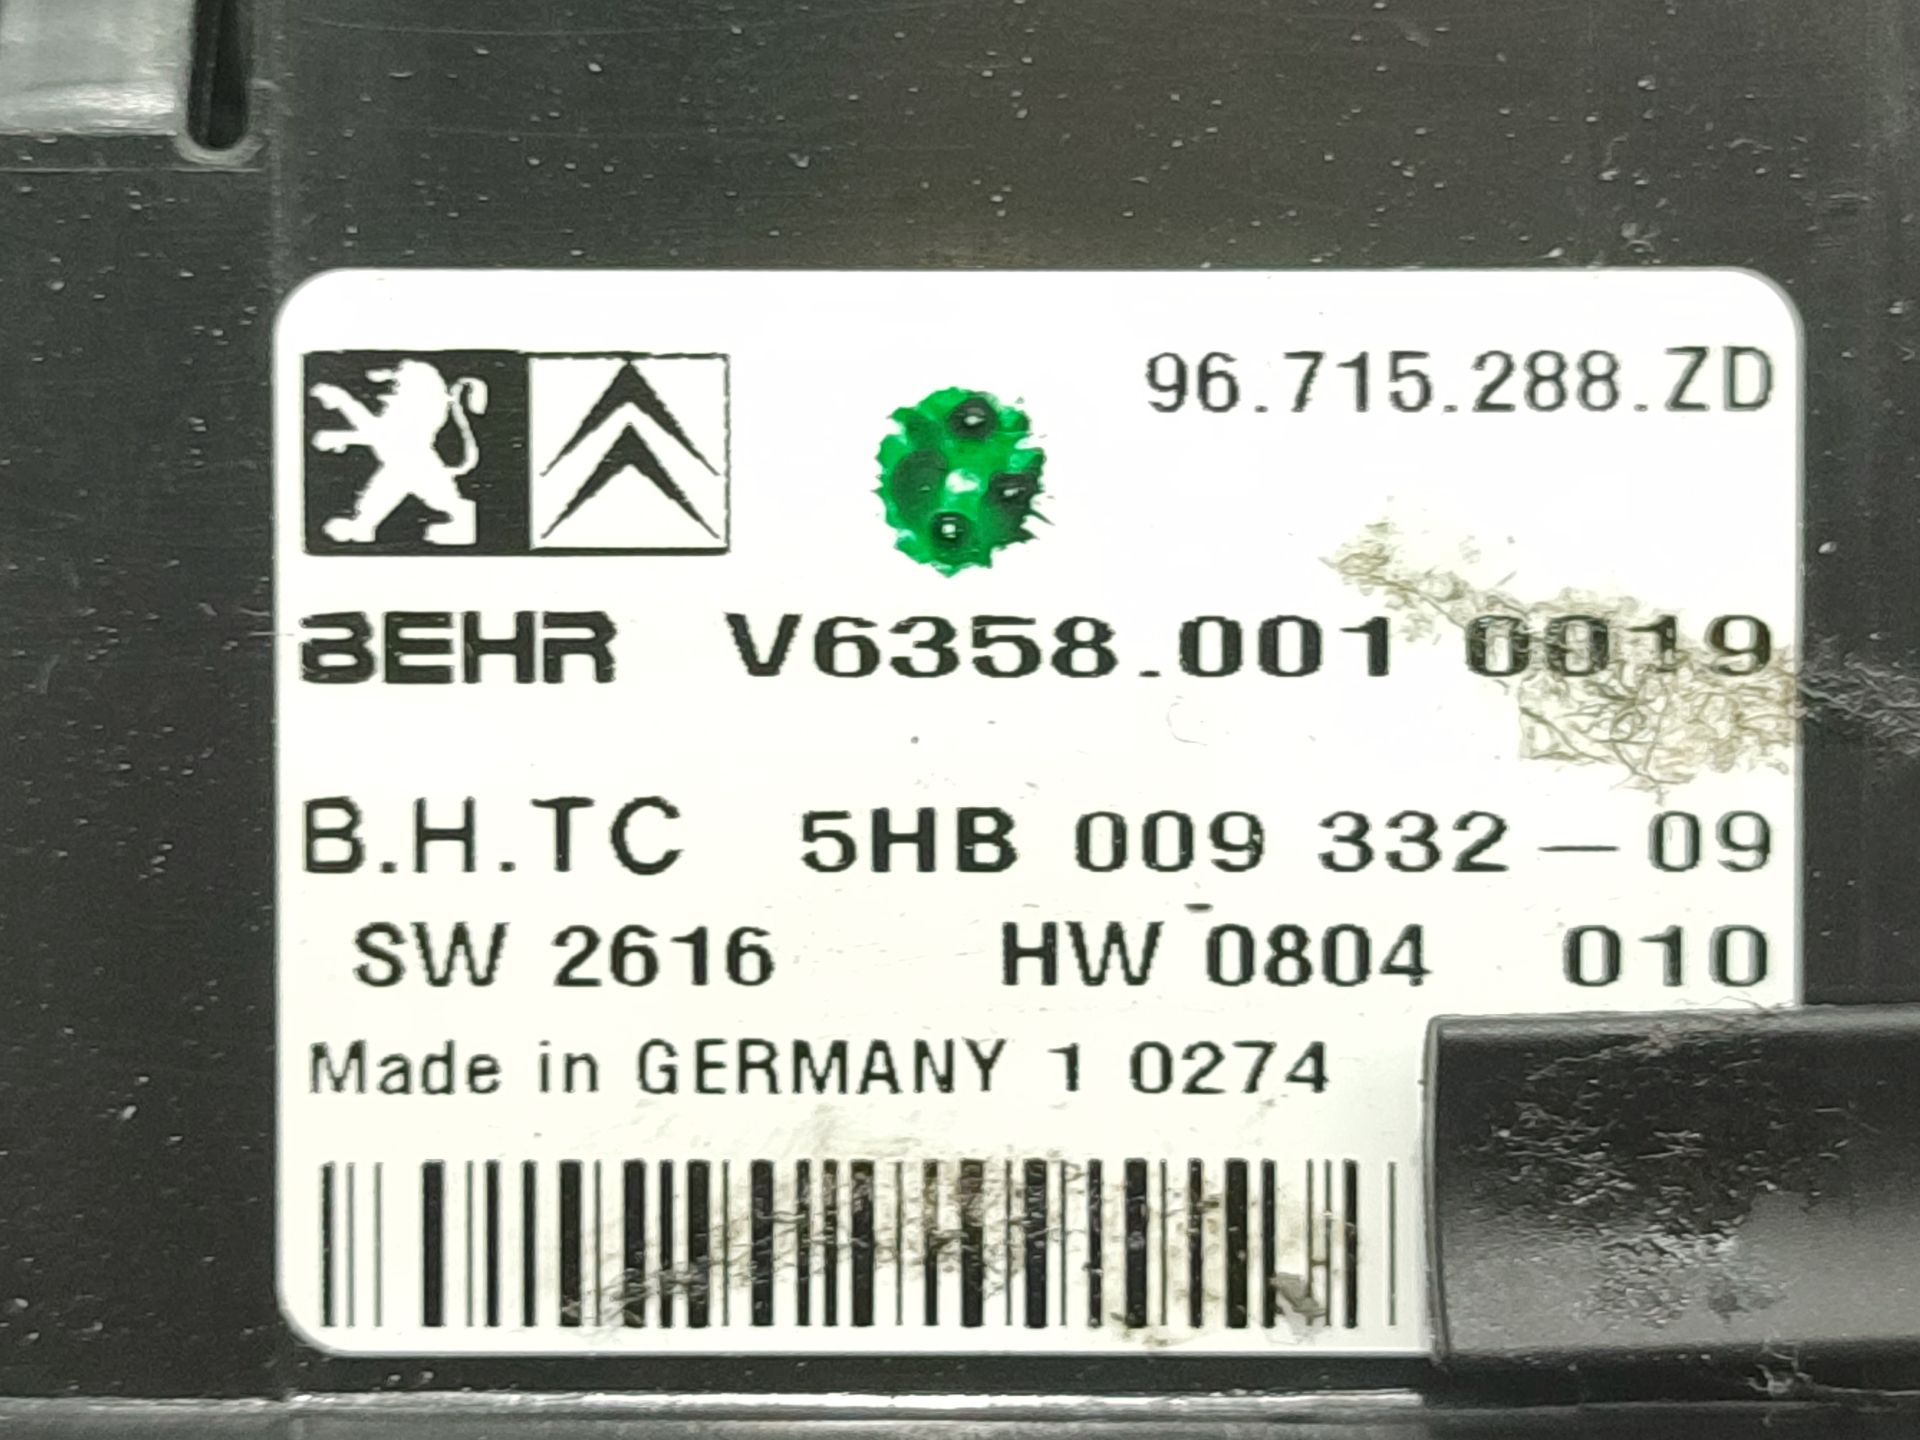 96.715.288.ZD
BEHR V6358.001 0019
B.H.TC 5HB 009 332-09
SW 2616 HW 0804 010
Made in GERMANY 1 0274